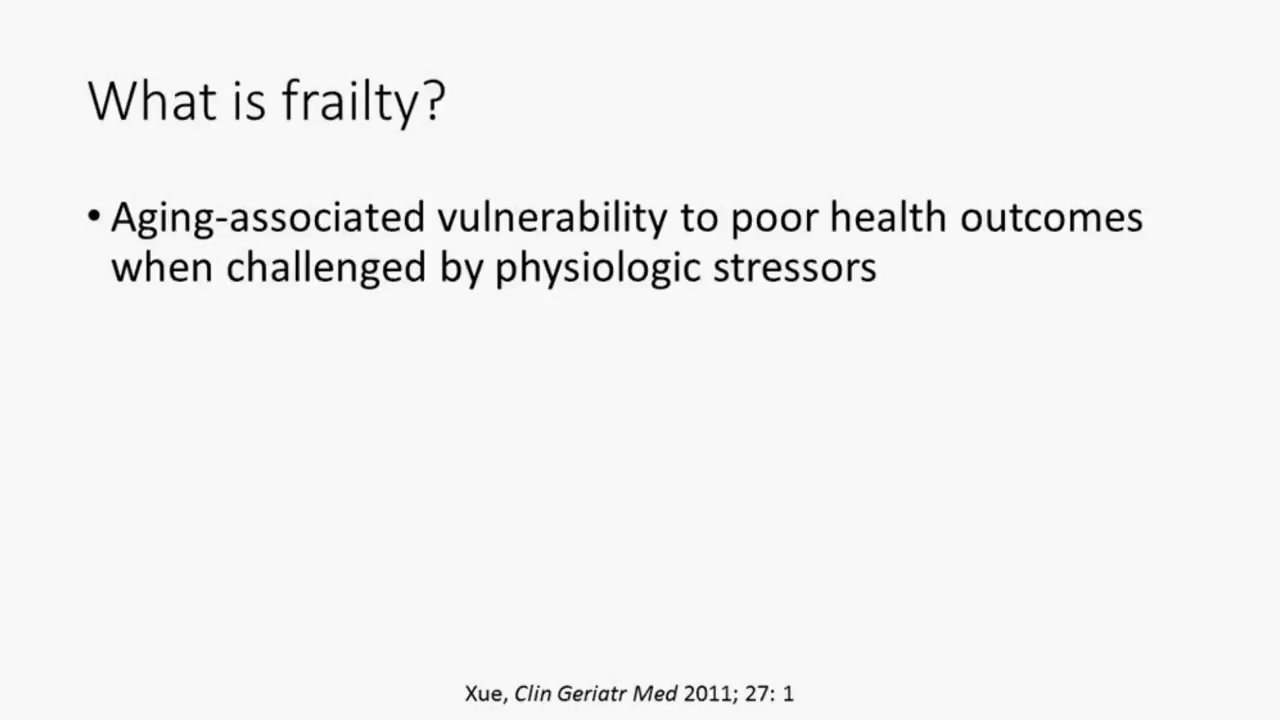 What is frailty?
• Aging-associated vulnerability to poor health outcomes
when challenged by physiologic stressors
Xue, Clin Geriatr Med 2011; 27: 1